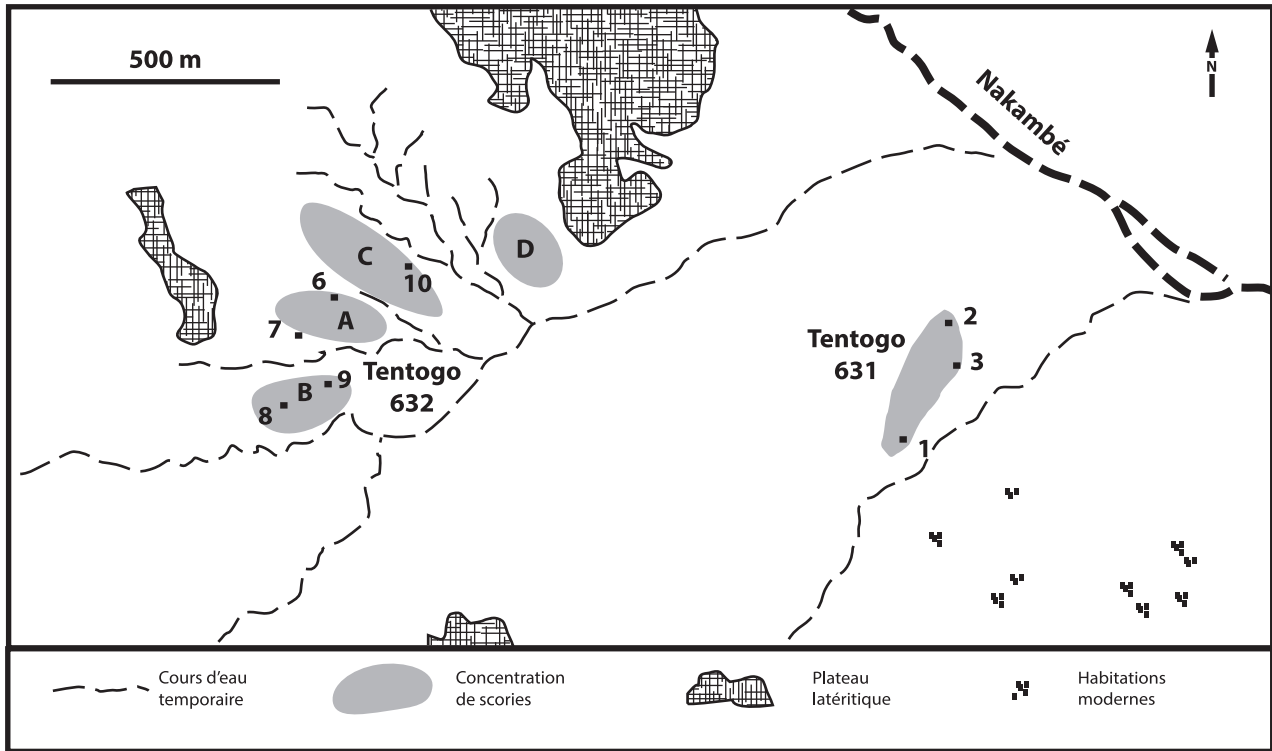 500 m
N
Nakambé
C
D
10
6
A
7
2
Tentogo
631
3
B
9
8
Tentogo
632
1
Cours d’eau
temporaire
Concentration
de scories
Plateau
latéritique
Habitations
modernes